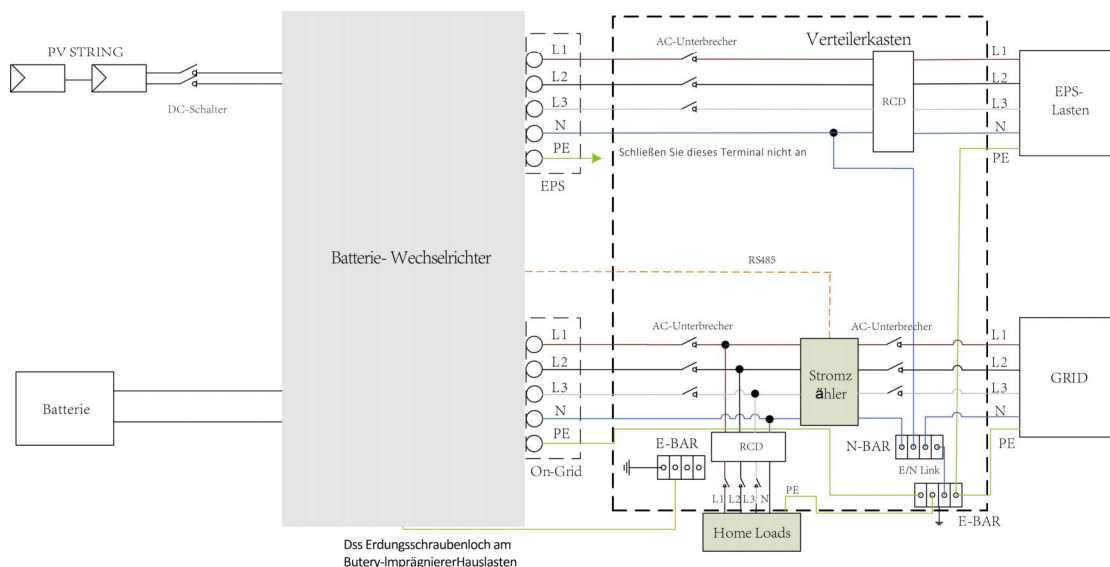 PV STRING
DC-Schalter
Batterie
Batterie- Wechselrichter
L1
L2
L3
N
PE
EPS
AC-Unterbrecher
Verteilerkasten
RCD
Schließen Sie dieses Terminal nicht an
L1
L2
L3
N
PE
EPS-
Lasten
RS485
L1
L2
L3
N
PE
On-Grid
AC-Unterbrecher
Stromz
ähler
AC-Unterbrecher
L1
L2
L3
N
PE
GRID
E-BAR
RCD
L1
L2
L3
N
PE
Home Loads
N-BAR
E/N Link
E-BAR
Dss Erdungsschraubenloch am
Butery-ImprägniererHauslasten